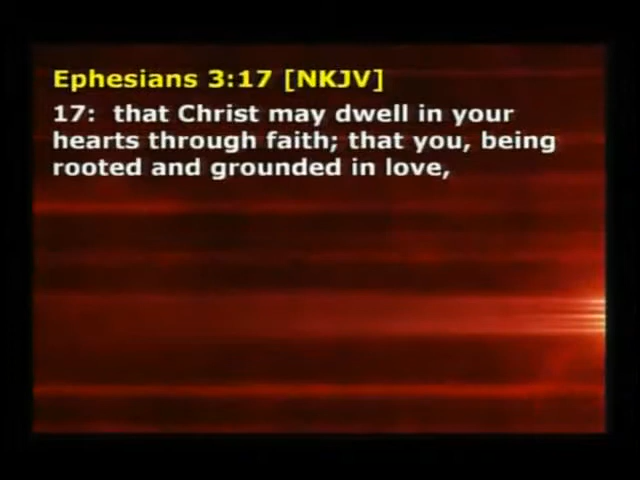 Ephesians 3:17 [NKJV]
17:  that Christ may dwell in your
hearts through faith; that you, being
rooted and grounded in love,